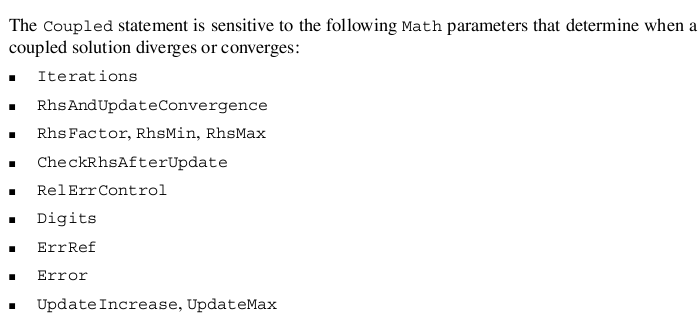 The Coupled statement is sensitive to the following Math parameters that determine when a
coupled solution diverges or converges:
■ Iterations
■ RhsAndUpdateConvergence
■ RhsFactor, RhsMin, RhsMax
■ CheckRhsAfterUpdate
■ RelErrControl
■ Digits
■ ErrRef
■ Error
■ UpdateIncrease, UpdateMax